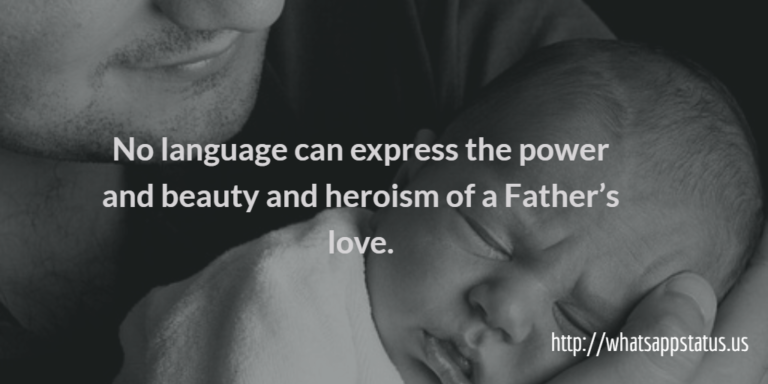 No language can express the power
and beauty and heroism of a Father’s
love.
http://whatsappstatus.us